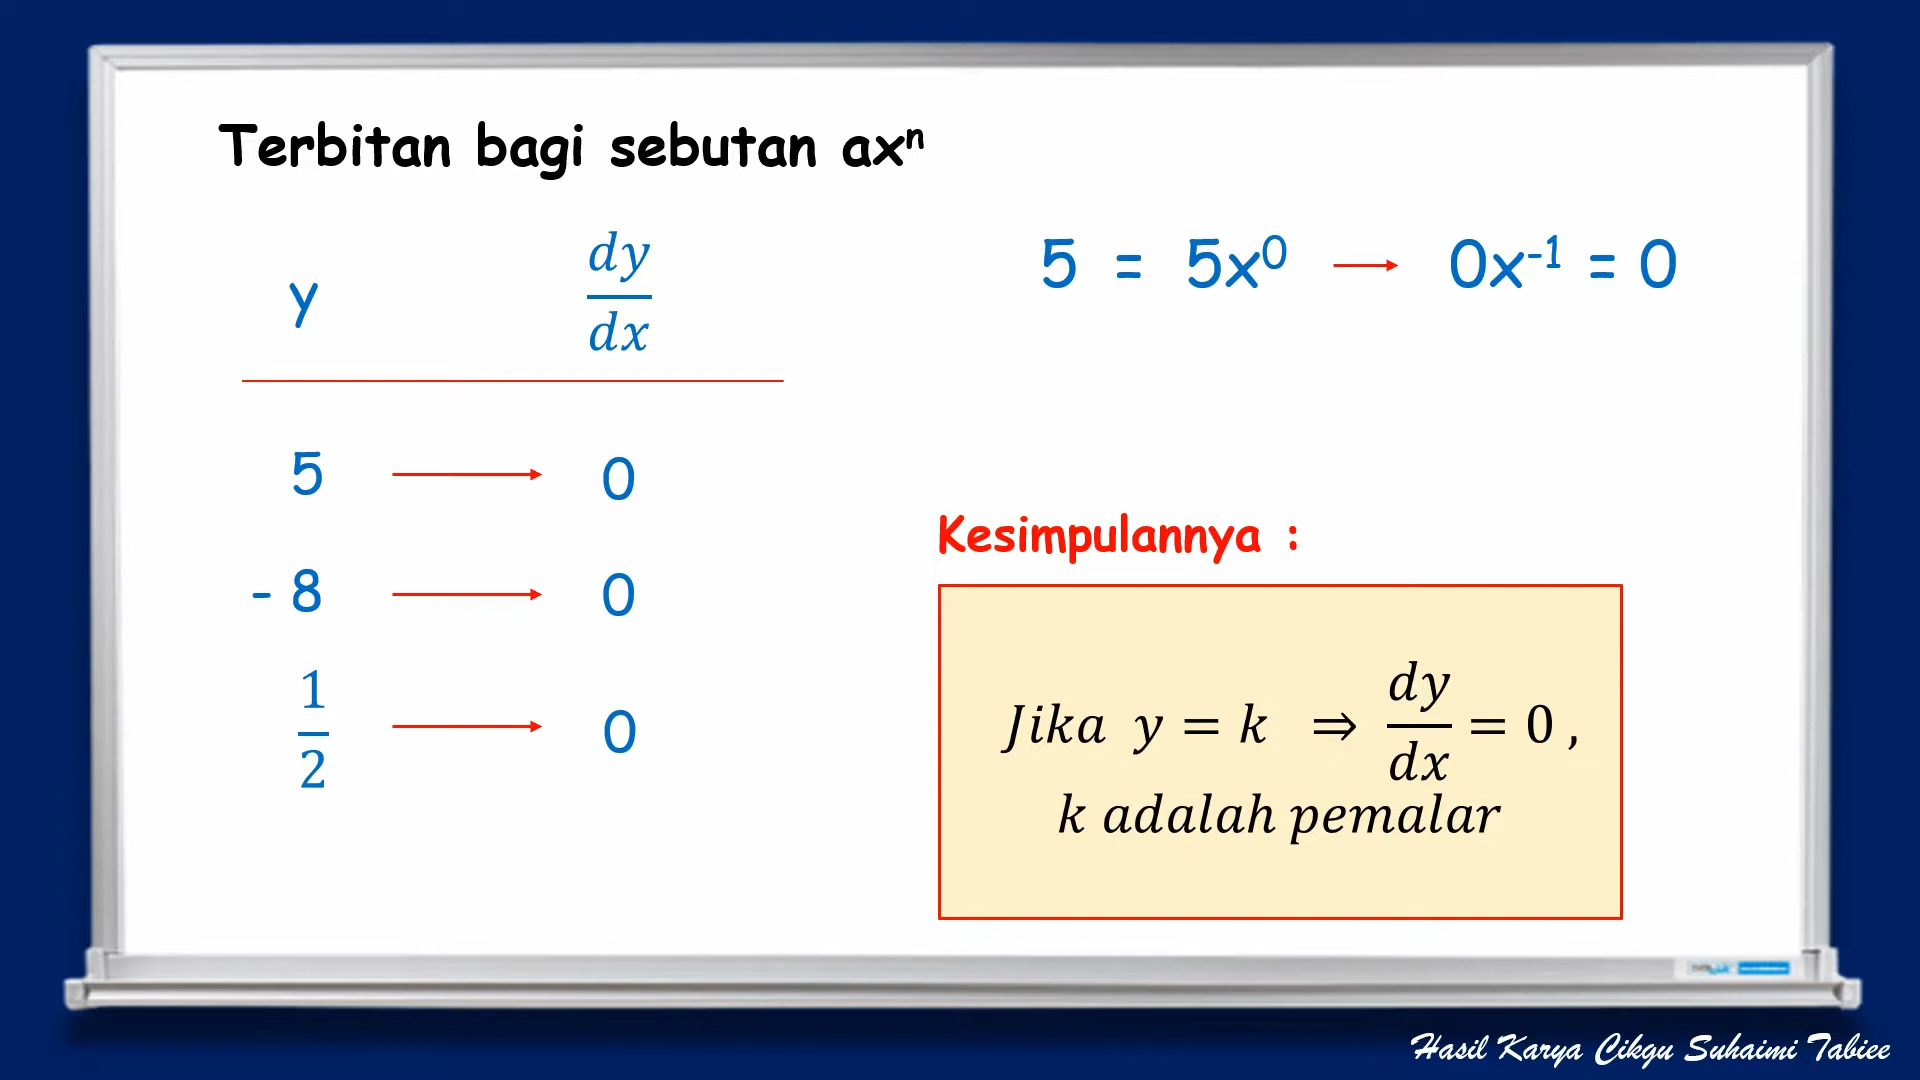 Terbitan bagi sebutan axⁿ
y dy/dx
5 → 0
- 8 → 0
1/2 → 0
5 = 5x⁰ → 0x⁻¹ = 0
Kesimpulannya :
Jika y = k ⇒ dy/dx = 0 ,
k adalah pemalar
Hasil Karya Cikgu Suhaimi Tabiee